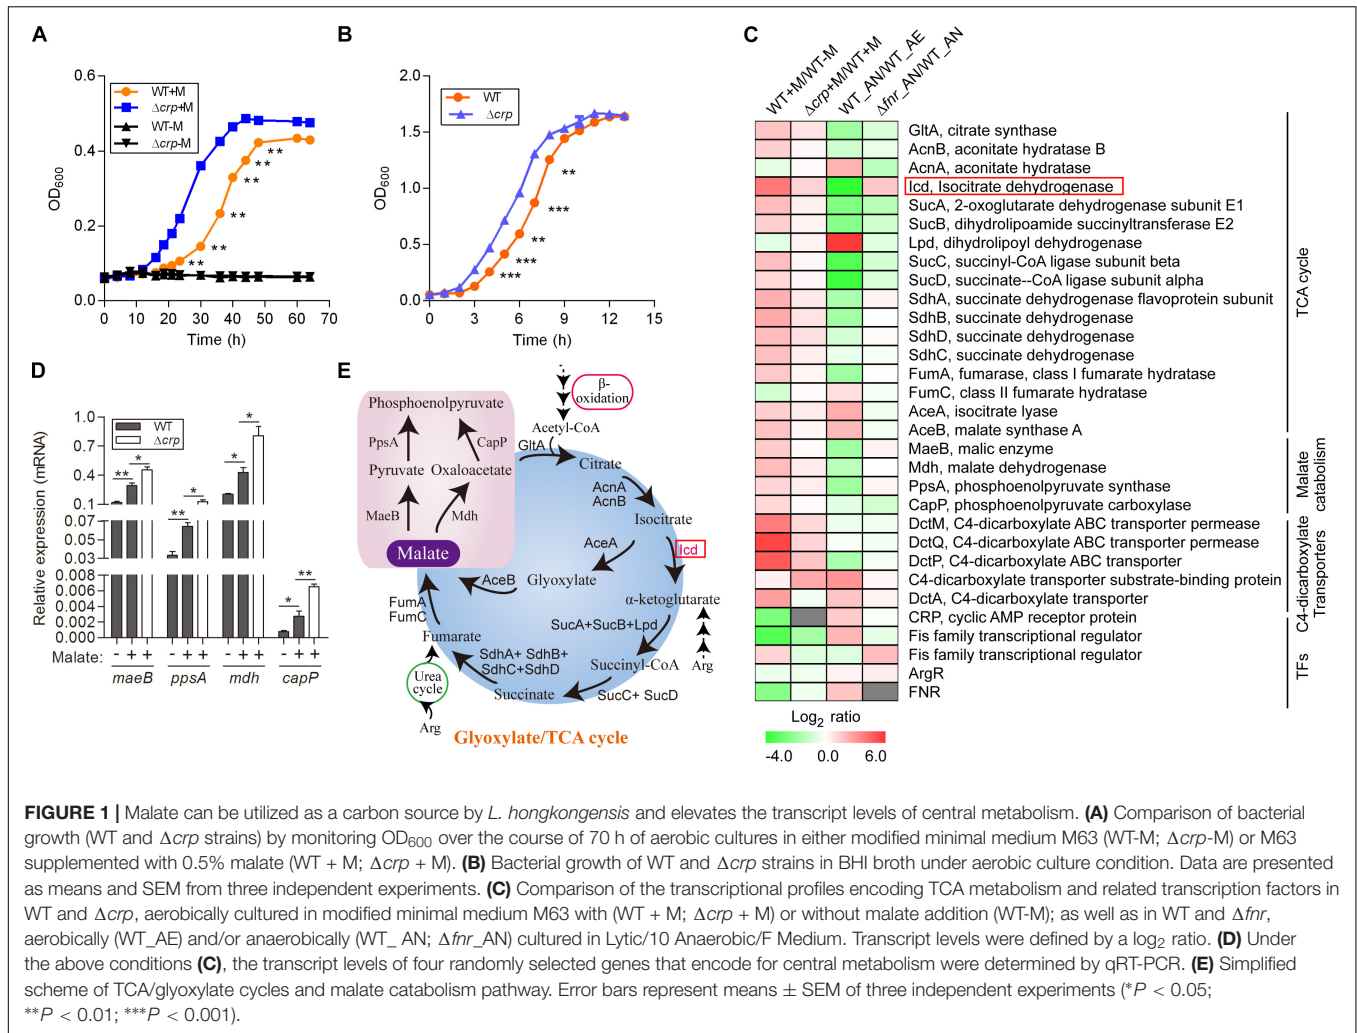 A
B
C
0.6
0.4
0.2
0.0
OD600
0 10 20 30 40 50 60 70
Time (h)
WT+M
Δcrp+M
WT-M
Δcrp-M
**
**
**
**
**
**
2.0
1.5
1.0
0.5
0.0
OD600
0 3 6 9 12 15
Time (h)
WT
Δcrp
**
***
**
***
***
WT+M/WT-M
Δcrp+M/WT+M
WT_AN/WT_AE
Δfnr_AN/WT_AN
GltA, citrate synthase
AcnB, aconitate hydratase B
AcnA, aconitate hydratase
Icd, Isocitrate dehydrogenase
SucA, 2-oxoglutarate dehydrogenase subunit E1
SucB, dihydrolipoamide succinyltransferase E2
Lpd, dihydrolipoyl dehydrogenase
SucC, succinyl-CoA ligase subunit beta
SucD, succinate--CoA ligase subunit alpha
SdhA, succinate dehydrogenase flavoprotein subunit
SdhB, succinate dehydrogenase
SdhD, succinate dehydrogenase
SdhC, succinate dehydrogenase
FumA, fumarase, class I fumarate hydratase
FumC, class II fumarate hydratase
AceA, isocitrate lyase
AceB, malate synthase A
MaeB, malic enzyme
Mdh, malate dehydrogenase
PpsA, phosphoenolpyruvate synthase
CapP, phosphoenolpyruvate carboxylase
DctM, C4-dicarboxylate ABC transporter permease
DctQ, C4-dicarboxylate ABC transporter permease
DctP, C4-dicarboxylate ABC transporter
C4-dicarboxylate transporter substrate-binding protein
DctA, C4-dicarboxylate transporter
CRP, cyclic AMP receptor protein
Fis family transcriptional regulator
Fis family transcriptional regulator
ArgR
FNR
TCA cycle
Malate
catabolism
C4-dicarboxylate
Transporters
TFs
Log2 ratio
-4.0 0.0 6.0
D
WT
Δcrp
Relative expression (mRNA)
1.0
0.7
0.4
0.1
0.07
0.05
0.03
0.008
0.006
0.004
0.002
0.000
** *
** *
* *
* **
Malate: - + + - + + - + + - + +
maeB ppsA mdh capP
E
Phosphoenolpyruvate
PpsA
CapP
Pyruvate
Oxaloacetate
MaeB
Mdh
Malate
β-
oxidation
Acetyl-CoA
GltA
Citrate
AcnA
AcnB
Isocitrate
AceA
Icd
Glyoxylate
AceB
α-ketoglutarate
FumA
FumC
SucA+SucB+Lpd
Fumarate
SdhA+ SdhB+
SdhC+SdhD
Succinyl-CoA
Arg
Urea
cycle
Succinate
SucC+ SucD
Arg
Glyoxylate/TCA cycle
FIGURE 1 | Malate can be utilized as a carbon source by L. hongkongensis and elevates the transcript levels of central metabolism. (A) Comparison of bacterial
growth (WT and Δcrp strains) by monitoring OD600 over the course of 70 h of aerobic cultures in either modified minimal medium M63 (WT-M; Δcrp-M) or M63
supplemented with 0.5% malate (WT + M; Δcrp + M). (B) Bacterial growth of WT and Δcrp strains in BHI broth under aerobic culture condition. Data are presented
as means and SEM from three independent experiments. (C) Comparison of the transcriptional profiles encoding TCA metabolism and related transcription factors in
WT and Δcrp, aerobically cultured in modified minimal medium M63 with (WT + M; Δcrp + M) or without malate addition (WT-M); as well as in WT and Δfnr,
aerobically (WT_AE) and/or anaerobically (WT_ AN; Δfnr_AN) cultured in Lytic/10 Anaerobic/F Medium. Transcript levels were defined by a log2 ratio. (D) Under
the above conditions (C), the transcript levels of four randomly selected genes that encode for central metabolism were determined by qRT-PCR. (E) Simplified
scheme of TCA/glyoxylate cycles and malate catabolism pathway. Error bars represent means ± SEM of three independent experiments (*P < 0.05;
**P < 0.01; ***P < 0.001).